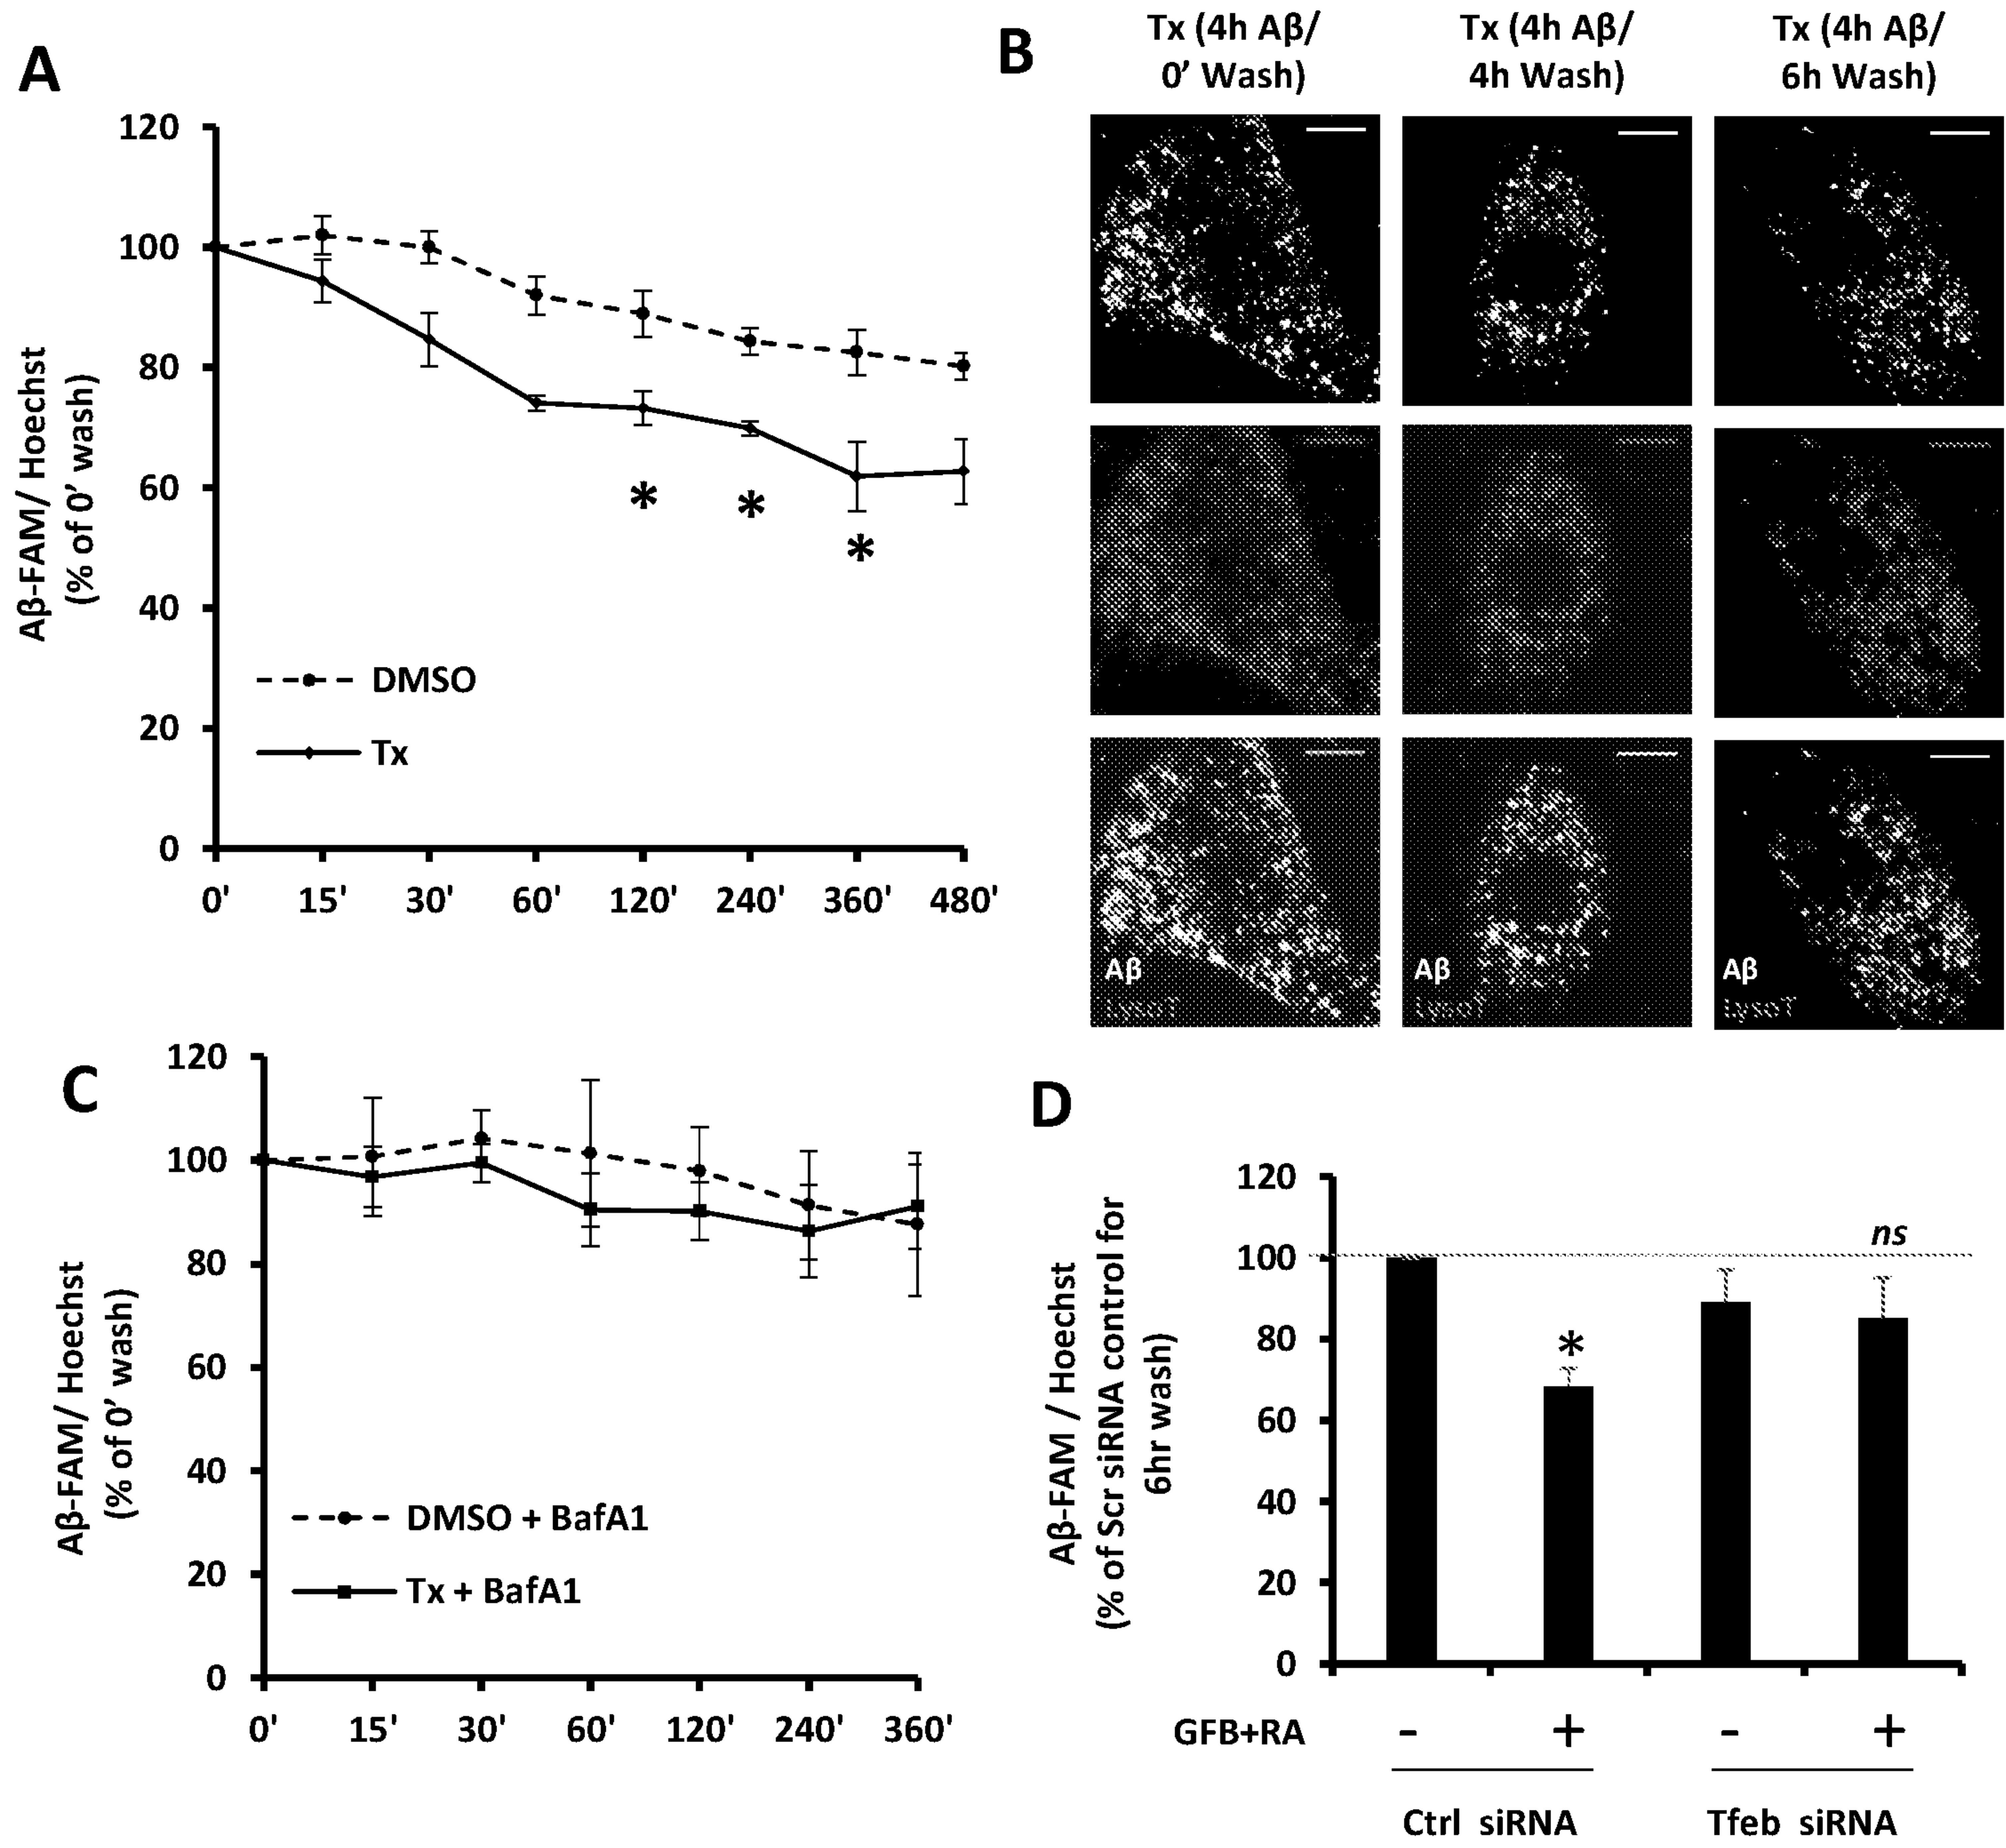 A
120
100
80
60
40
20
0
Aβ-FAM/ Hoechst
(% of 0’ wash)
DMSO
Tx
*
*
*
0' 15' 30' 60' 120' 240' 360' 480'
B
Tx (4h Aβ/
0’ Wash)
Tx (4h Aβ/
4h Wash)
Tx (4h Aβ/
6h Wash)
Aβ
LysoT
Aβ
LysoT
Aβ
LysoT
C
120
100
80
60
40
20
0
Aβ-FAM/ Hoechst
(% of 0’ wash)
DMSO + BafA1
Tx + BafA1
0' 15' 30' 60' 120' 240' 360'
D
120
100
80
60
40
20
0
Aβ-FAM / Hoechst
(% of Scr siRNA control for
6hr wash)
*
ns
GFB+RA - + - +
Ctrl siRNA Tfeb siRNA